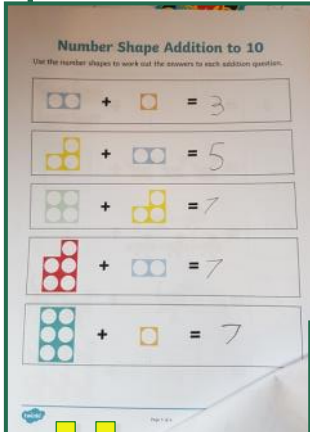 Number Shape Addition to 10
Use the number shapes to work out the answers to each addition question.
+ = 3
+ = 5
+ = 7
+ = 7
+ = 7
twinkl